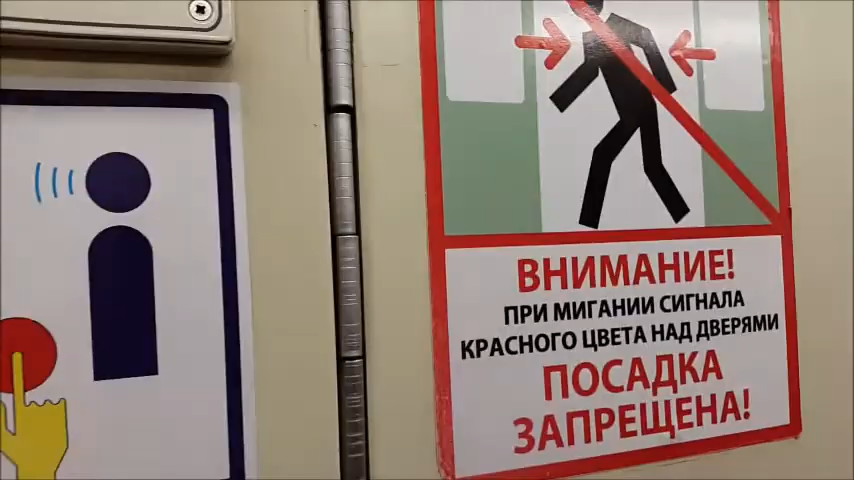 ВНИМАНИЕ!
ПРИ МИГАНИИ СИГНАЛА
КРАСНОГО ЦВЕТА НАД ДВЕРЯМИ
ПОСАДКА
ЗАПРЕЩЕНА!